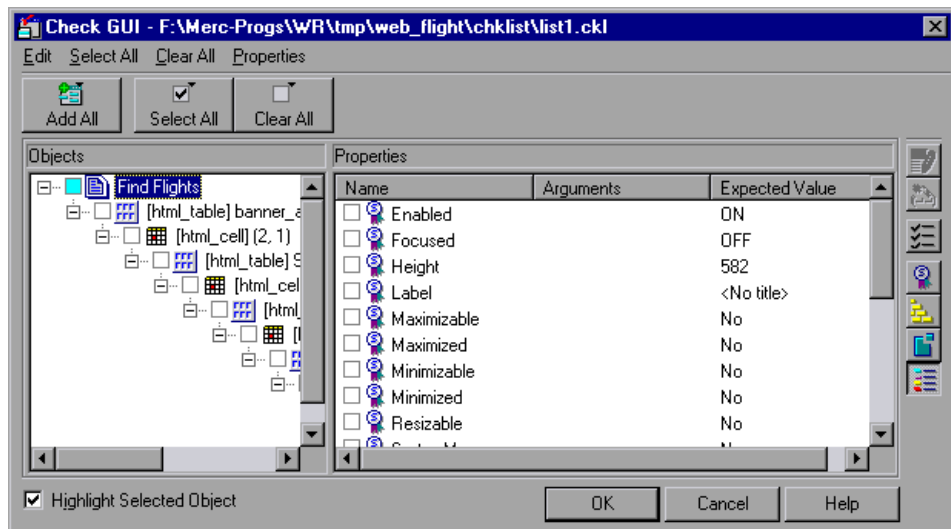 Check GUI - F:\Merc-Progs\WR\tmp\web_flight\chklist\list1.ckl
Edit Select All Clear All Properties
Add All Select All Clear All
Objects
Find Flights
[html_table] banner_a
[html_cell] (2, 1)
[html_table] S
[html_cel
[html_
Properties
Name Arguments Expected Value
Enabled ON
Focused OFF
Height 582
Label <No title>
Maximizable No
Maximized No
Minimizable No
Minimized No
Resizable No
Highlight Selected Object
OK Cancel Help